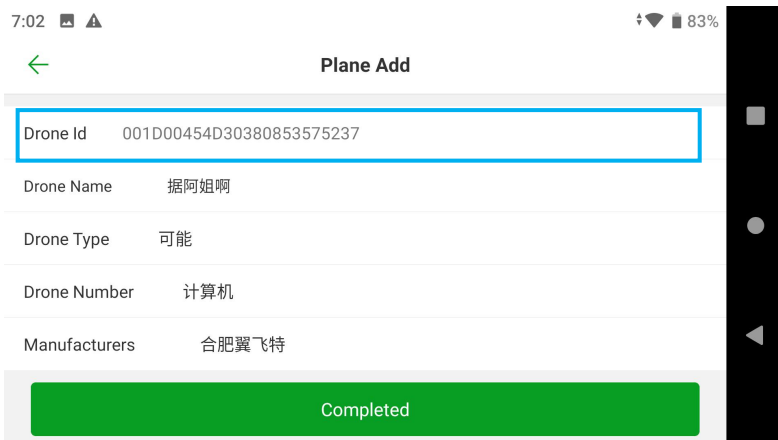 7:02 83%
Plane Add
Drone Id 001D00454D30380853575237
Drone Name 据阿姐啊
Drone Type 可能
Drone Number 计算机
Manufacturers 合肥翼飞特
Completed